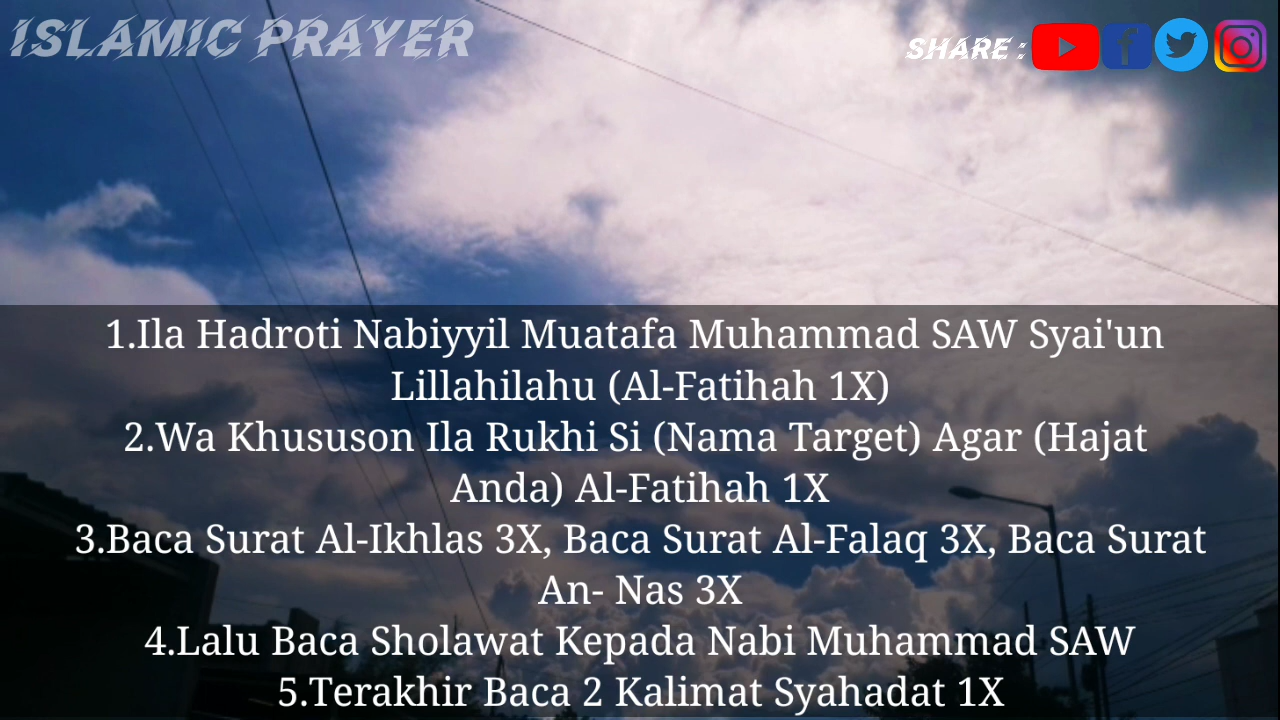 ISLAMIC PRAYER
SHARE :
1.Ila Hadroti Nabiyyil Muatafa Muhammad SAW Syai'un
Lillahilahu (Al-Fatihah 1X)
2.Wa Khususon Ila Rukhi Si (Nama Target) Agar (Hajat
Anda) Al-Fatihah 1X
3.Baca Surat Al-Ikhlas 3X, Baca Surat Al-Falaq 3X, Baca Surat
An- Nas 3X
4.Lalu Baca Sholawat Kepada Nabi Muhammad SAW
5.Terakhir Baca 2 Kalimat Syahadat 1X